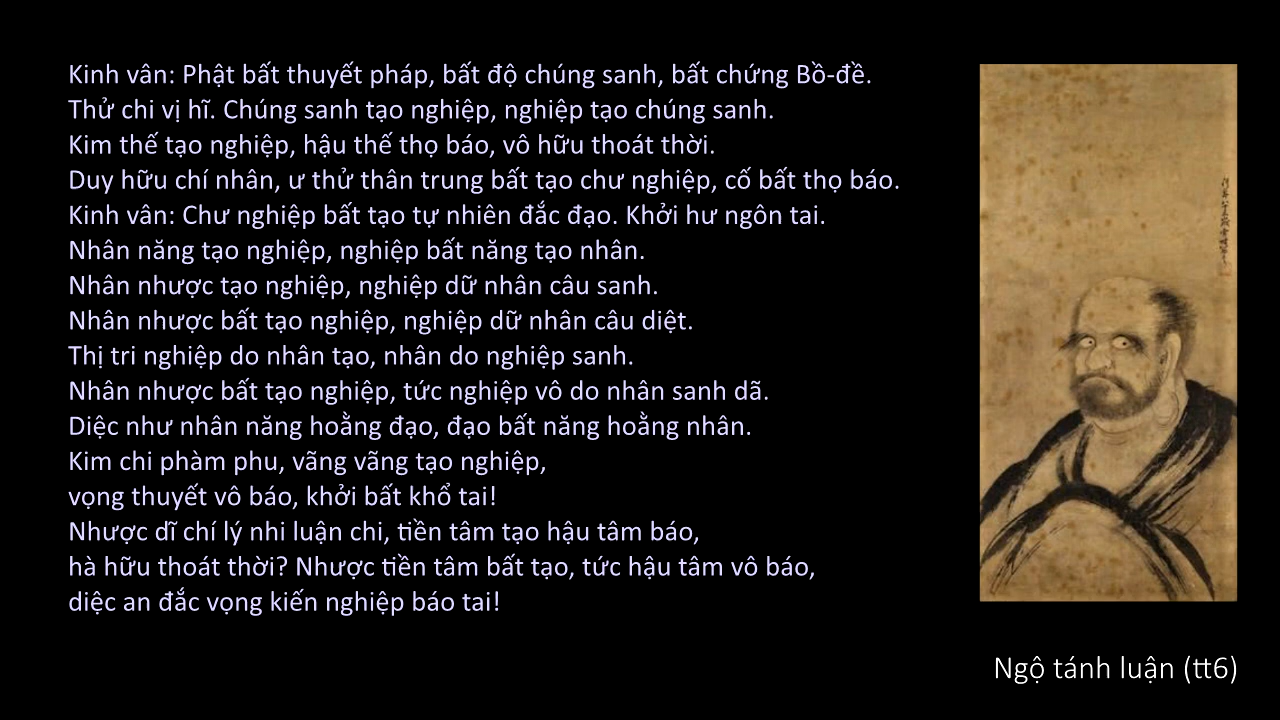 Kinh vân: Phật bất thuyết pháp, bất độ chúng sanh, bất chứng Bồ-đề.
Thử chi vị hĩ. Chúng sanh tạo nghiệp, nghiệp tạo chúng sanh.
Kim thế tạo nghiệp, hậu thế thọ báo, vô hữu thoát thời.
Duy hữu chí nhân, ư thử thân trung bất tạo chư nghiệp, cố bất thọ báo.
Kinh vân: Chư nghiệp bất tạo tự nhiên đắc đạo. Khởi hư ngôn tai.
Nhân năng tạo nghiệp, nghiệp bất năng tạo nhân.
Nhân nhược tạo nghiệp, nghiệp dữ nhân câu sanh.
Nhân nhược bất tạo nghiệp, nghiệp dữ nhân câu diệt.
Thị tri nghiệp do nhân tạo, nhân do nghiệp sanh.
Nhân nhược bất tạo nghiệp, tức nghiệp vô do nhân sanh dã.
Diệc như nhân năng hoằng đạo, đạo bất năng hoằng nhân.
Kim chi phàm phu, vãng vãng tạo nghiệp,
vọng thuyết vô báo, khởi bất khổ tai!
Nhược dĩ chí lý nhi luận chi, tiền tâm tạo hậu tâm báo,
hà hữu thoát thời? Nhược tiền tâm bất tạo, tức hậu tâm vô báo,
diệc an đắc vọng kiến nghiệp báo tai!
Ngộ tánh luận (tt6)